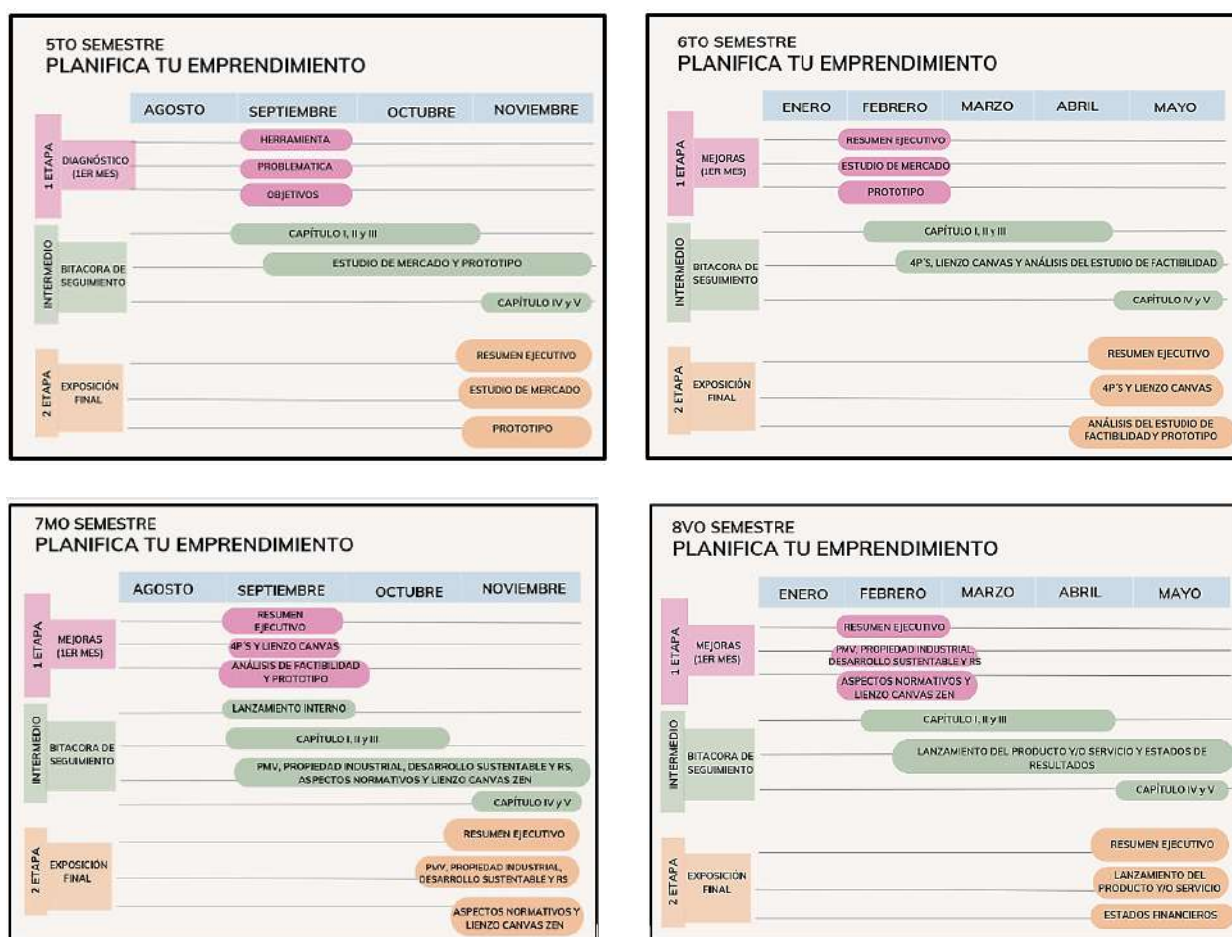 5TO SEMESTRE
PLANIFICA TU EMPRENDIMIENTO
AGOSTO SEPTIEMBRE OCTUBRE NOVIEMBRE
1 ETAPA
DIAGNÓSTICO
(1ER MES)
HERRAMIENTA
PROBLEMATICA
OBJETIVOS
INTERMEDIO
BITACORA DE
SEGUIMIENTO
CAPÍTULO I, II y III
ESTUDIO DE MERCADO Y PROTOTIPO
CAPÍTULO IV y V
2 ETAPA
EXPOSICIÓN
FINAL
RESUMEN EJECUTIVO
ESTUDIO DE MERCADO
PROTOTIPO
6TO SEMESTRE
PLANIFICA TU EMPRENDIMIENTO
ENERO FEBRERO MARZO ABRIL MAYO
1 ETAPA
MEJORAS
(1ER MES)
RESUMEN EJECUTIVO
ESTUDIO DE MERCADO
PROTOTIPO
INTERMEDIO
BITACORA DE
SEGUIMIENTO
CAPÍTULO I, II y III
4P´S, LIENZO CANVAS Y ANÁLISIS DEL ESTUDIO DE FACTIBILIDAD
CAPÍTULO IV y V
2 ETAPA
EXPOSICIÓN
FINAL
RESUMEN EJECUTIVO
4P´S Y LIENZO CANVAS
ANÁLISIS DEL ESTUDIO DE
FACTIBILIDAD Y PROTOTIPO
7MO SEMESTRE
PLANIFICA TU EMPRENDIMIENTO
AGOSTO SEPTIEMBRE OCTUBRE NOVIEMBRE
1 ETAPA
MEJORAS
(1ER MES)
RESUMEN
EJECUTIVO
4P´S Y LIENZO CANVAS
ANÁLISIS DE FACTIBILIDAD
Y PROTOTIPO
INTERMEDIO
BITACORA DE
SEGUIMIENTO
LANZAMIENTO INTERNO
CAPÍTULO I, II y III
PMV, PROPIEDAD INDUSTRIAL, DESARROLLO SUSTENTABLE Y RS,
ASPECTOS NORMATIVOS Y LIENZO CANVAS ZEN
CAPÍTULO IV y V
2 ETAPA
EXPOSICIÓN
FINAL
RESUMEN EJECUTIVO
PMV, PROPIEDAD INDUSTRIAL,
DESARROLLO SUSTENTABLE Y RS
ASPECTOS NORMATIVOS Y
LIENZO CANVAS ZEN
8VO SEMESTRE
PLANIFICA TU EMPRENDIMIENTO
ENERO FEBRERO MARZO ABRIL MAYO
1 ETAPA
MEJORAS
(1ER MES)
RESUMEN EJECUTIVO
PMV, PROPIEDAD INDUSTRIAL,
DESARROLLO SUSTENTABLE Y RS
ASPECTOS NORMATIVOS Y
LIENZO CANVAS ZEN
INTERMEDIO
BITACORA DE
SEGUIMIENTO
CAPÍTULO I, II y III
LANZAMIENTO DEL PRODUCTO Y/O SERVICIO Y ESTADOS DE
RESULTADOS
CAPÍTULO IV y V
2 ETAPA
EXPOSICIÓN
FINAL
RESUMEN EJECUTIVO
LANZAMIENTO DEL
PRODUCTO Y/O SERVICIO
ESTADOS FINANCIEROS